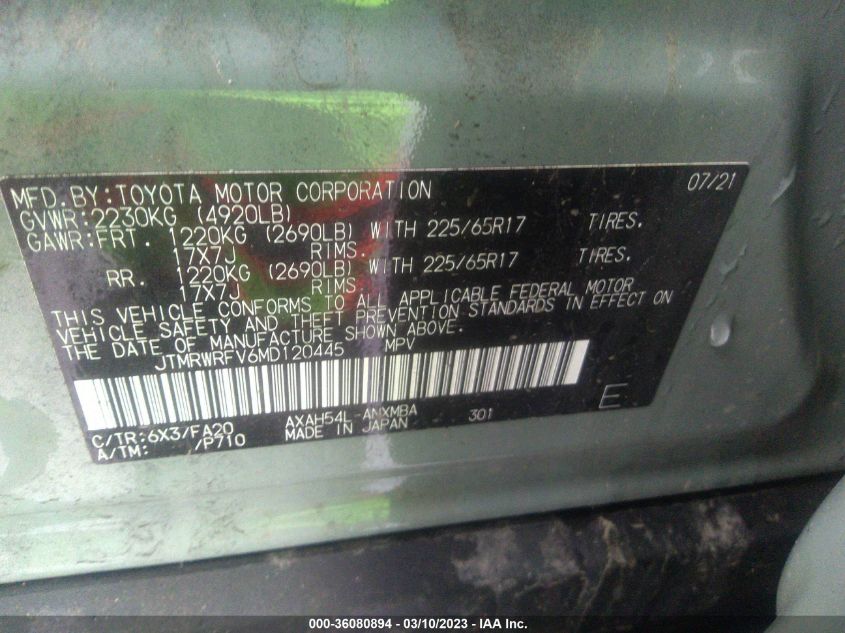 MFD.BY:TOYOTA MOTOR CORPORATION 07/21
GVWR:2230KG (4920LB)
GAWR:FRT. 1220KG (2690LB) WITH 225/65R17 TIRES.
17X7J RIMS.
RR. 1220KG (2690LB) WITH 225/65R17 TIRES.
17X7J RIMS.
THIS VEHICLE CONFORMS TO ALL APPLICABLE FEDERAL MOTOR
VEHICLE SAFETY AND THEFT PREVENTION STANDARDS IN EFFECT ON
THE DATE OF MANUFACTURE SHOWN ABOVE.
JTMRWRFV6MD120445 MPV
C/TR:6X3/FA20 AXAH54L-ANXMBA 301 E
A/TM: /P710 MADE IN JAPAN
000-36080894 - 03/10/2023 - IAA Inc.